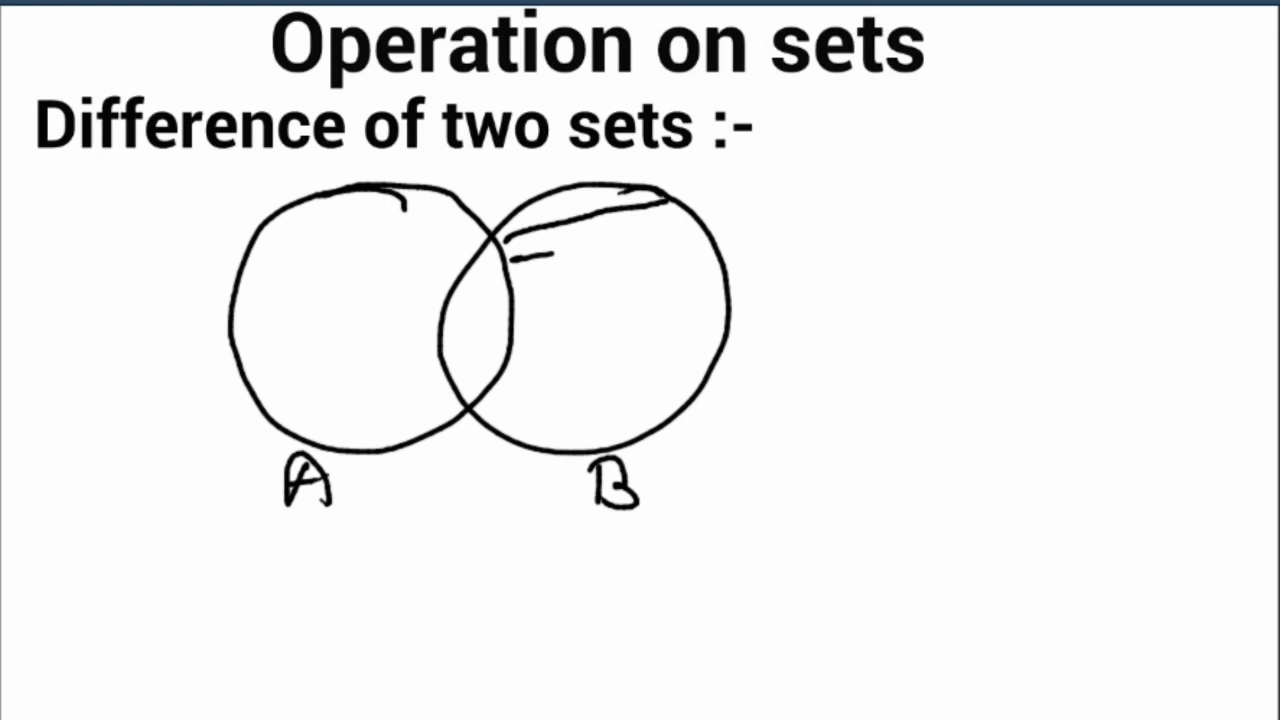 Operation on sets
Difference of two sets :-
A
B